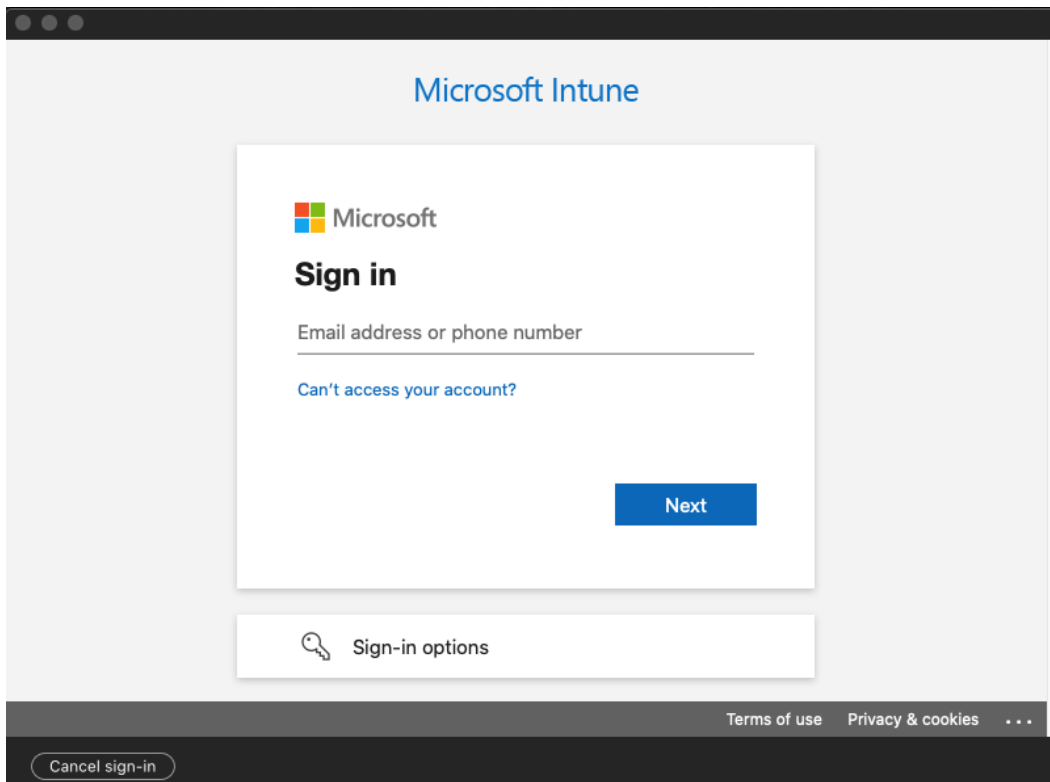 Microsoft Intune
Microsoft
Sign in
Email address or phone number
Can't access your account?
Next
Sign-in options
Terms of use Privacy & cookies ...
Cancel sign-in